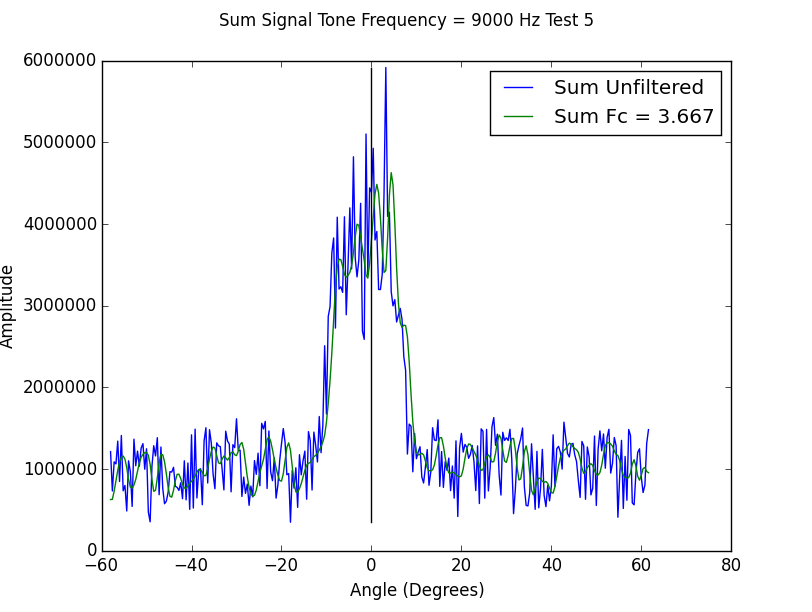 Sum Signal Tone Frequency = 9000 Hz Test 5
6000000
5000000
4000000
3000000
2000000
1000000
0
Amplitude
Sum Unfiltered
Sum Fc = 3.667
−60 −40 −20 0 20 40 60 80
Angle (Degrees)